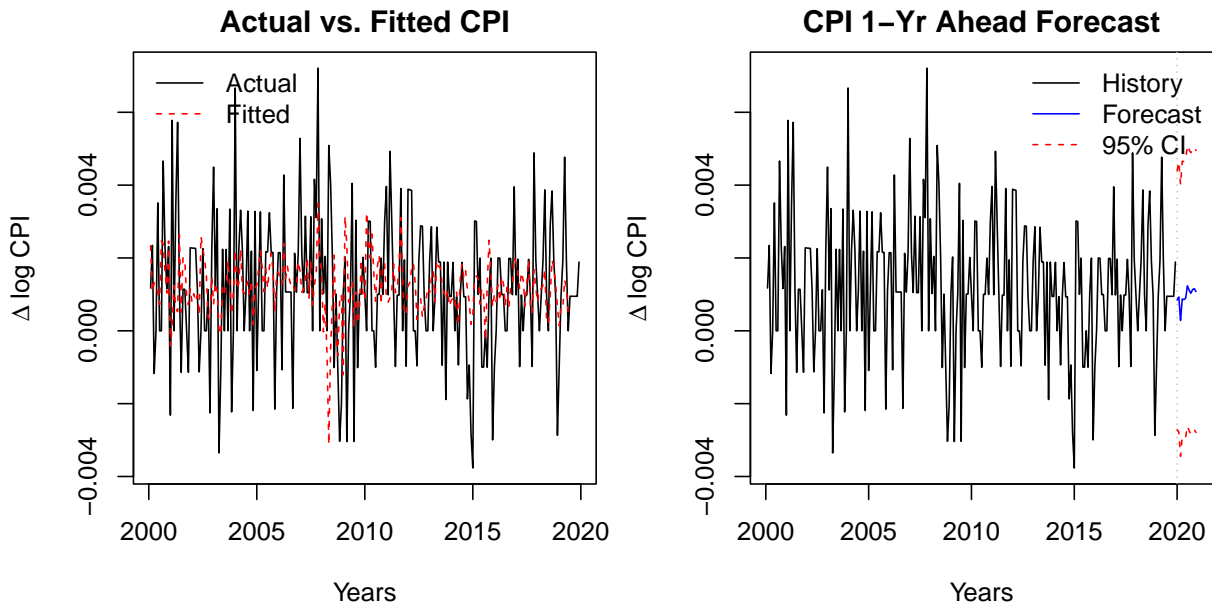 Actual vs. Fitted CPI
Actual
Fitted
Δ log CPI
0.004
0.000
−0.004
2000 2005 2010 2015 2020
Years
CPI 1−Yr Ahead Forecast
History
Forecast
95% CI
Δ log CPI
0.004
0.000
−0.004
2000 2005 2010 2015 2020
Years